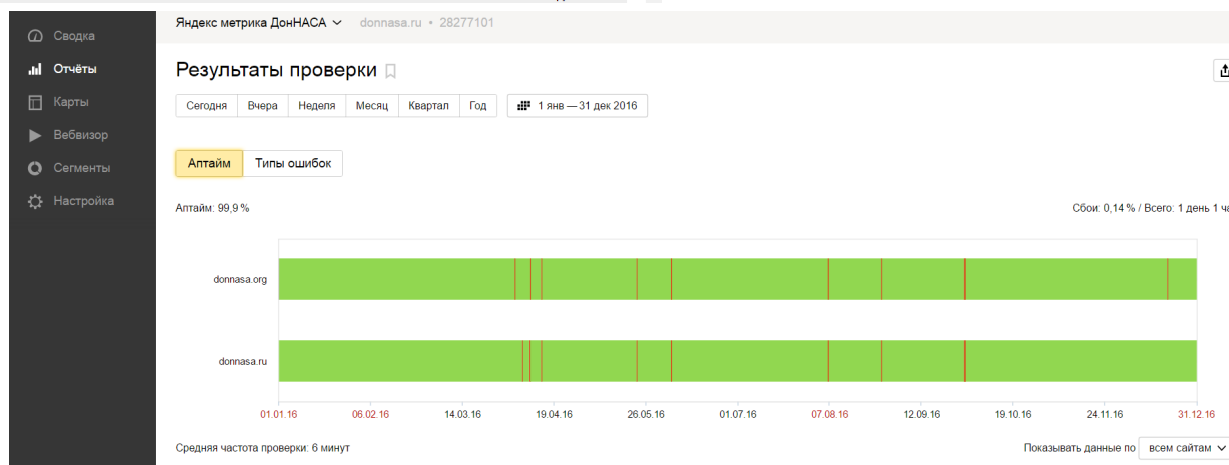 Сводка
Отчёты
Карты
Вебвизор
Сегменты
Настройка
Яндекс метрика ДонНАСА donnasa.ru • 28277101
Результаты проверки
Сегодня Вчера Неделя Месяц Квартал Год 1 янв — 31 дек 2016
Аптайм Типы ошибок
Аптайм: 99,9 % Сбои: 0,14 % / Всего: 1 день 1 ча
donnasa.org
donnasa.ru
01.01.16 06.02.16 14.03.16 19.04.16 26.05.16 01.07.16 07.08.16 12.09.16 19.10.16 24.11.16 31.12.16
Средняя частота проверки: 6 минут Показывать данные по всем сайтам